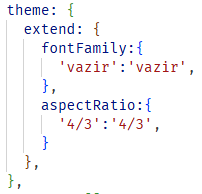 theme: {
  extend: {
    fontFamily:{
      'vazir':'vazir',
    },
    aspectRatio:{
      '4/3':'4/3',
    }
  },
},